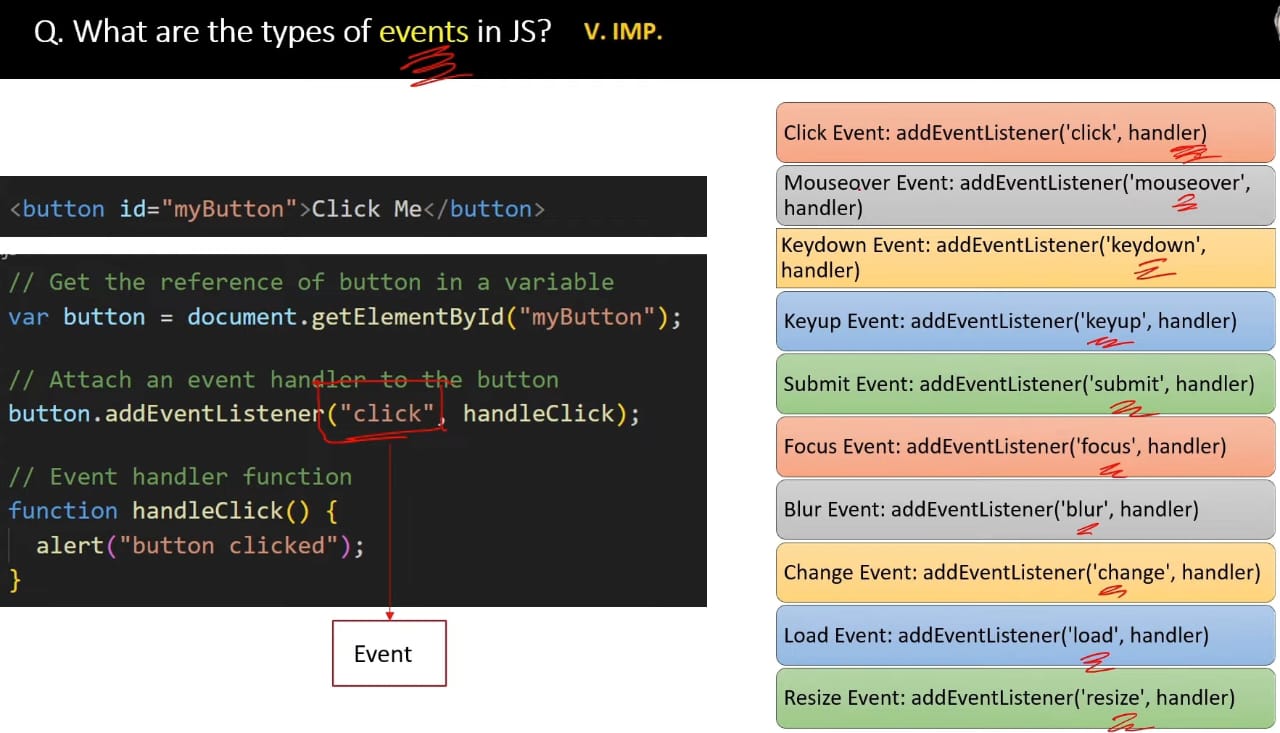 Q. What are the types of events in JS? V. IMP.
<button id="myButton">Click Me</button>
// Get the reference of button in a variable
var button = document.getElementById("myButton");
// Attach an event handler to the button
button.addEventListener("click", handleClick);
// Event handler function
function handleClick() {
  alert("button clicked");
}
Event
Click Event: addEventListener('click', handler)
Mouseover Event: addEventListener('mouseover',
handler)
Keydown Event: addEventListener('keydown',
handler)
Keyup Event: addEventListener('keyup', handler)
Submit Event: addEventListener('submit', handler)
Focus Event: addEventListener('focus', handler)
Blur Event: addEventListener('blur', handler)
Change Event: addEventListener('change', handler)
Load Event: addEventListener('load', handler)
Resize Event: addEventListener('resize', handler)